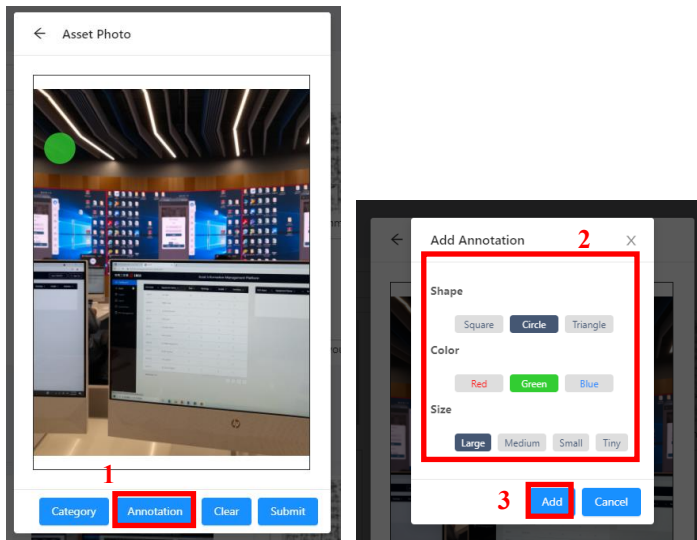 Asset Photo
1
Category
Annotation
Clear
Submit
Add Annotation
2
X
Shape
Square
Circle
Triangle
Color
Red
Green
Blue
Size
Large
Medium
Small
Tiny
3
Add
Cancel